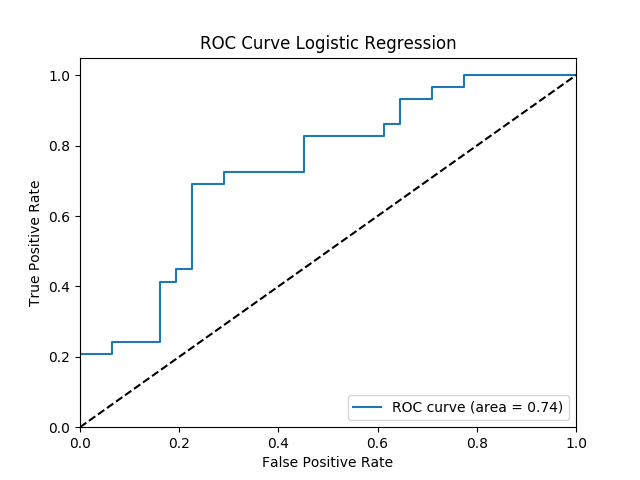 ROC Curve Logistic Regression
True Positive Rate
1.0
0.8
0.6
0.4
0.2
0.0
ROC curve (area = 0.74)
0.0 0.2 0.4 0.6 0.8 1.0
False Positive Rate